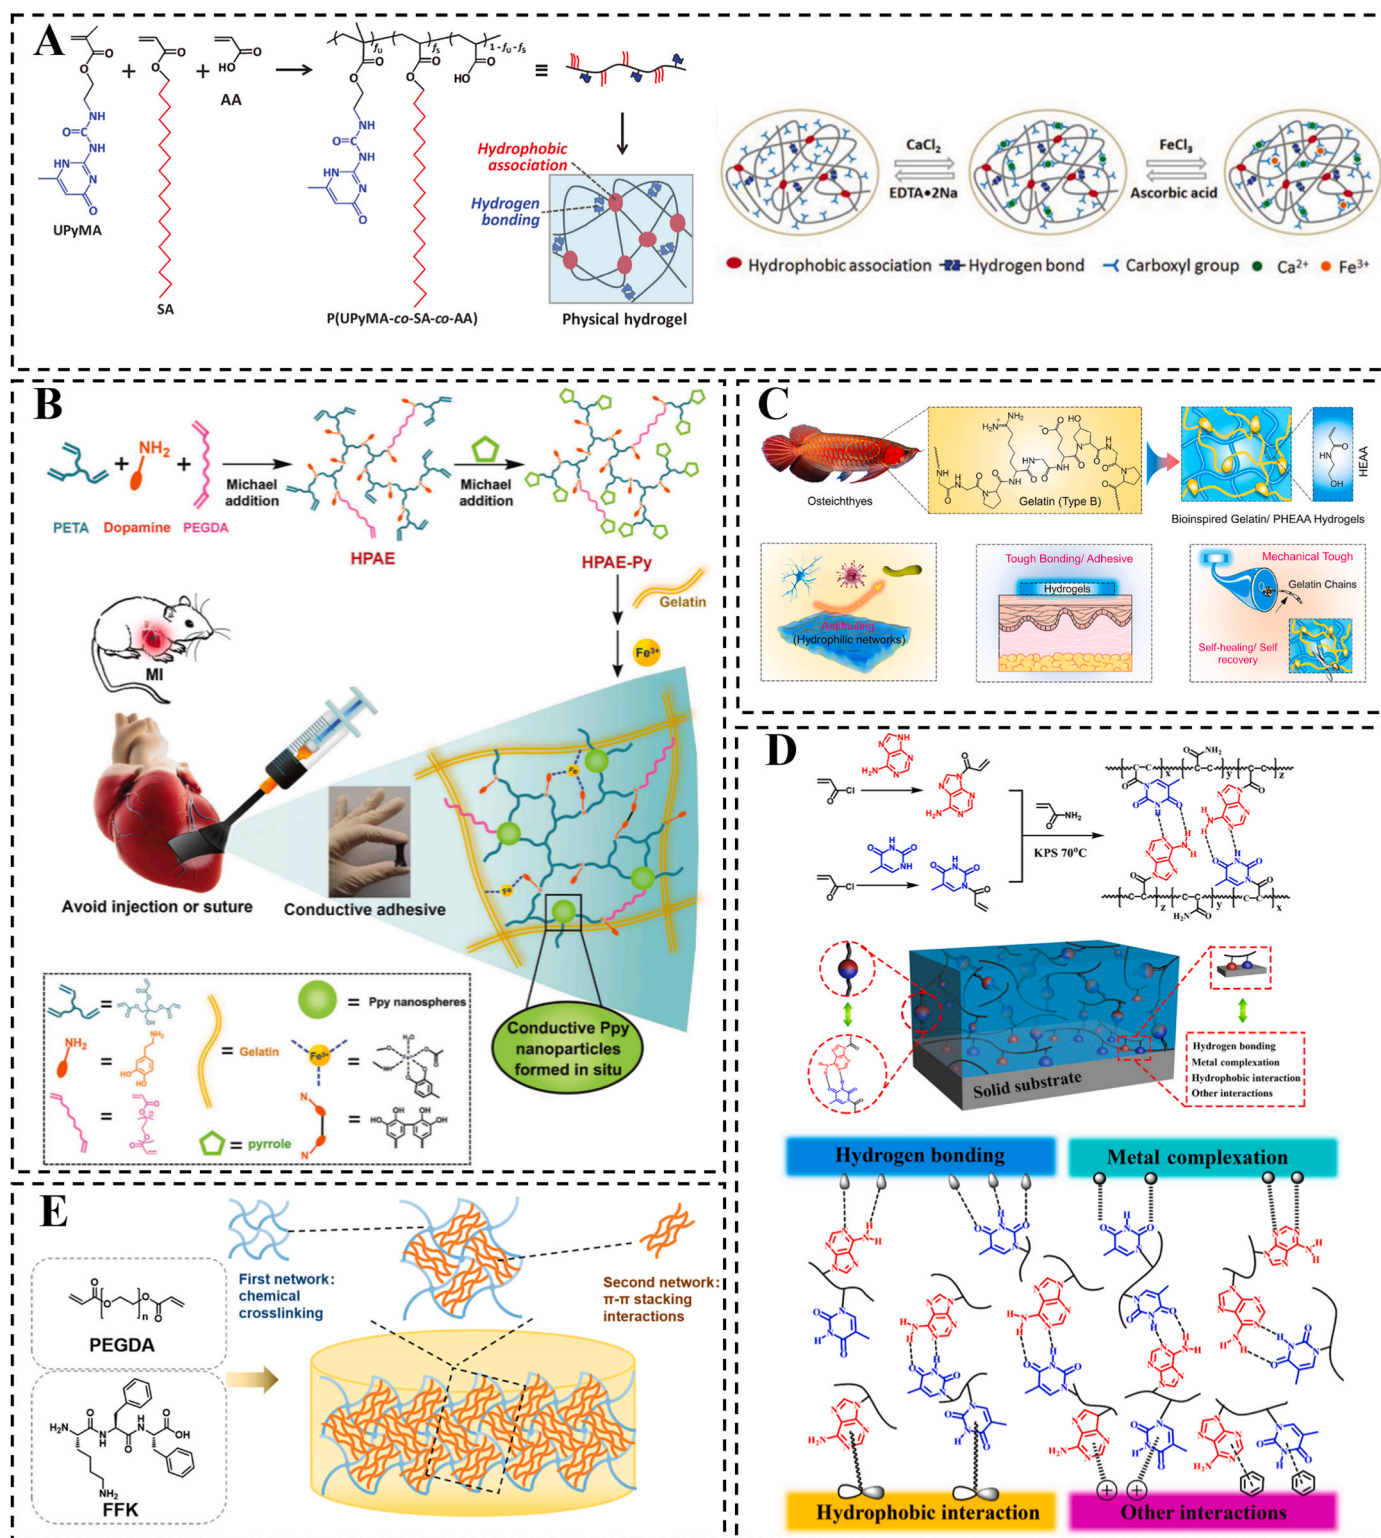 A
UPyMA
SA
AA
P(UPyMA-co-SA-co-AA)
Hydrophobic
association
Hydrogen
bonding
Physical hydrogel
CaCl2
EDTA•2Na
FeCl3
Ascorbic acid
Hydrophobic association
Hydrogen bond
Carboxyl group
Ca2+
Fe3+
B
NH2
PETA
Dopamine
PEGDA
Michael
addition
HPAE
Michael
addition
HPAE-Py
Gelatin
Fe3+
MI
Avoid injection or suture
Conductive adhesive
Conductive Ppy
nanoparticles
formed in situ
= Ppy nanospheres
NH2
= Gelatin
Fe3+
= pyrrole
C
Osteichthyes
Gelatin (Type B)
HEAA
Bioinspired Gelatin/ PHEAA Hydrogels
Antifouling
(Hydrophilic networks)
Tough Bonding/ Adhesive
Hydrogels
Mechanical Tough
Gelatin Chains
Self-healing/ Self
recovery
D
KPS 70°C
Solid substrate
Hydrogen bonding
Metal complexation
Hydrophobic interaction
Other interactions
Hydrogen bonding
Metal complexation
Hydrophobic interaction
Other interactions
E
PEGDA
FFK
First network:
chemical
crosslinking
Second network:
π-π stacking
interactions